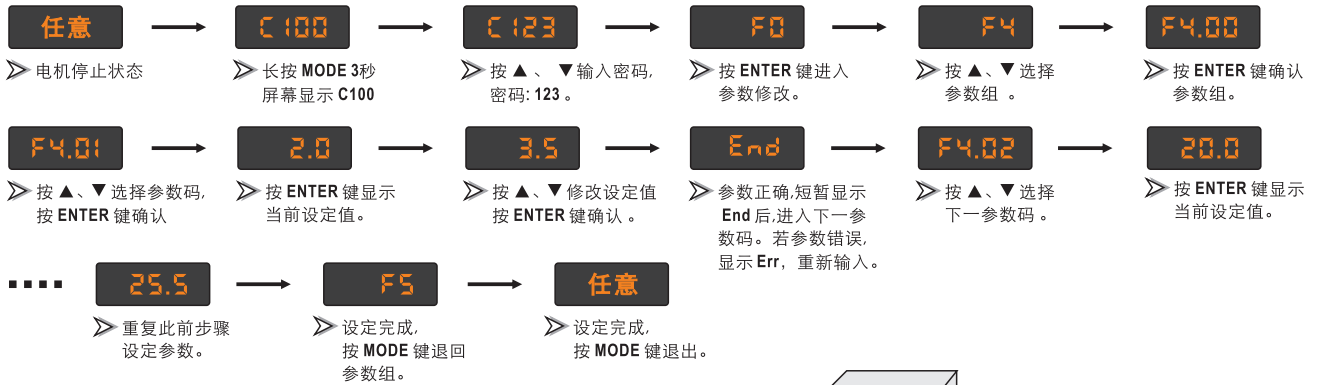 任意
C100
C123
F0
F4
F4.00
电机停止状态
长按 MODE 3秒
屏幕显示 C100
按 ▲ 、 ▼输入密码,
密码: 123 。
按 ENTER 键进入
参数修改。
按 ▲、▼ 选择
参数组 。
按 ENTER 键确认
参数组。
F4.01
2.0
3.5
End
F4.02
20.0
按 ▲、▼ 选择参数码,
按 ENTER 键确认
按 ENTER 键显示
当前设定值。
按 ▲、▼ 修改设定值
按 ENTER 键确认 。
参数正确,短暂显示
End 后,进入下一参
数码。若参数错误,
显示 Err，重新输入。
按 ▲、▼ 选择
下一参数码 。
按 ENTER 键显示
当前设定值。
25.5
F5
任意
重复此前步骤
设定参数。
设定完成,
按 MODE 键退回
参数组。
设定完成,
按 MODE 键退出。